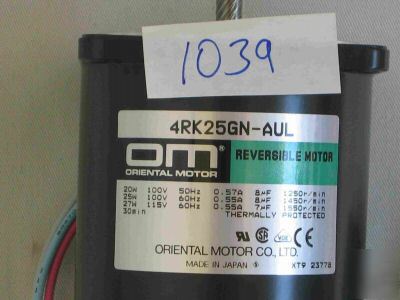 1039
4RK25GN-AUL
OM
ORIENTAL MOTOR
REVERSIBLE MOTOR
20W 100V 50Hz 0.57A 8µF 1250r/min
25W 100V 60Hz 0.55A 8µF 1450r/min
27W 115V 60Hz 0.55A 7µF 1550r/min
30min THERMALLY PROTECTED
ORIENTAL MOTOR CO., LTD.
MADE IN JAPAN XT9 23778